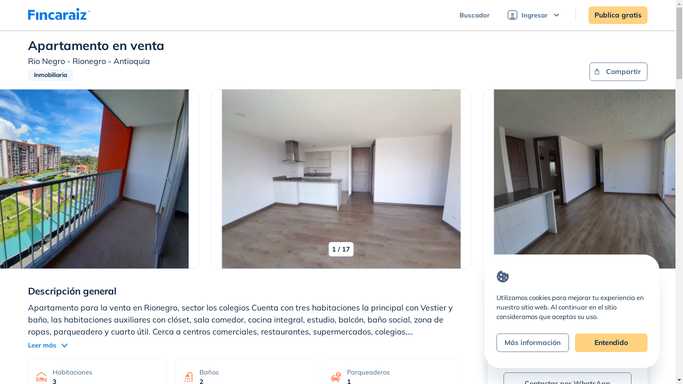 Fincaraiz
Buscador
Ingresar
Publica gratis
Apartamento en venta
Rio Negro - Rionegro - Antioquia
Inmobiliaria
Compartir
1 / 17
Descripción general
Apartamento para la venta en Rionegro, sector los colegios Cuenta con tres habitaciones la principal con Vestier y
baño, las habitaciones auxiliares con clóset, sala comedor, cocina integral, estudio, balcón, baño social, zona de
ropas, parqueadero y cuarto útil. Cerca a centros comerciales, restaurantes, supermercados, colegios,...
Leer más
Habitaciones
3
Baños
2
Parqueaderos
1
Utilizamos cookies para mejorar tu experiencia en
nuestro sitio web. Al continuar en el sitio
consideramos que aceptas su uso.
Más información
Entendido
Contactar por WhatsApp